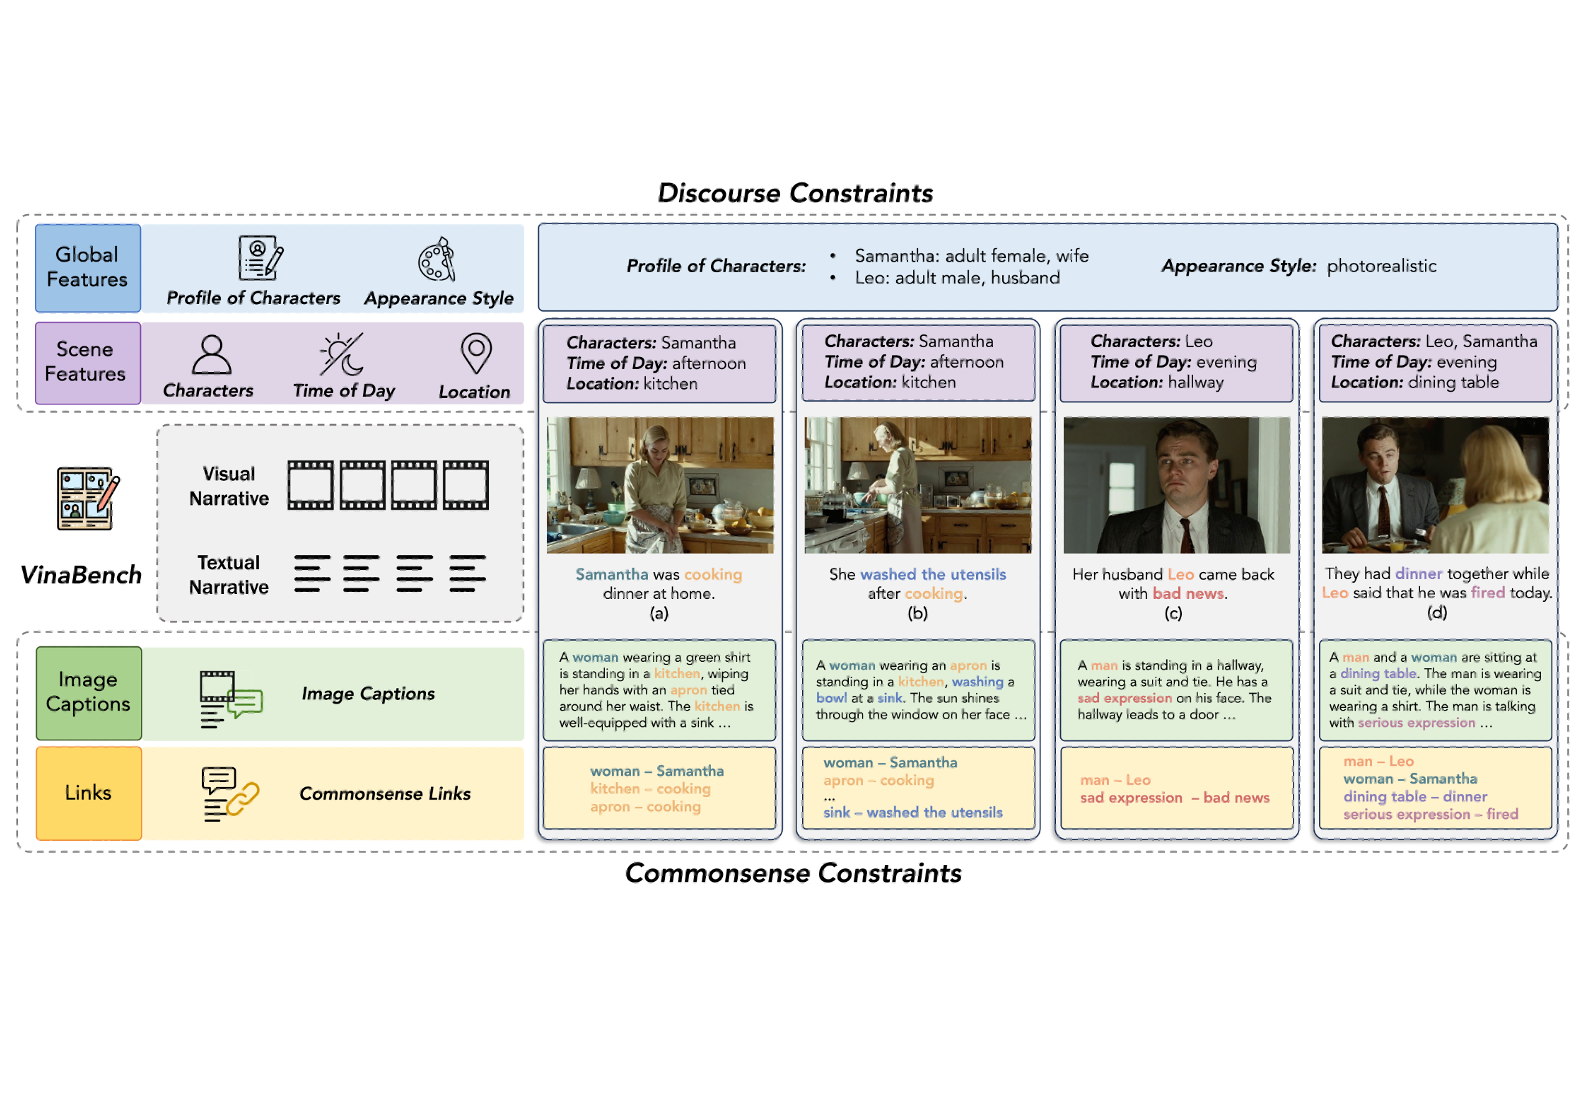 Discourse Constraints
Global
Features
Profile of Characters
Appearance Style
Profile of Characters:
• Samantha: adult female, wife
• Leo: adult male, husband
Appearance Style: photorealistic
Scene
Features
Characters
Time of Day
Location
Characters: Samantha
Time of Day: afternoon
Location: kitchen
Characters: Samantha
Time of Day: afternoon
Location: kitchen
Characters: Leo
Time of Day: evening
Location: hallway
Characters: Leo, Samantha
Time of Day: evening
Location: dining table
VinaBench
Visual
Narrative
Textual
Narrative
Samantha was cooking
dinner at home.
(a)
She washed the utensils
after cooking.
(b)
Her husband Leo came back
with bad news.
(c)
They had dinner together while
Leo said that he was fired today.
(d)
Image
Captions
Image Captions
A woman wearing a green shirt
is standing in a kitchen, wiping
her hands with an apron tied
around her waist. The kitchen is
well-equipped with a sink ...
A woman wearing an apron is
standing in a kitchen, washing a
bowl at a sink. The sun shines
through the window on her face ...
A man is standing in a hallway,
wearing a suit and tie. He has a
sad expression on his face. The
hallway leads to a door ...
A man and a woman are sitting at
a dining table. The man is wearing
a suit and tie, while the woman is
wearing a shirt. The man is talking
with serious expression ...
Links
Commonsense Links
woman – Samantha
kitchen – cooking
apron – cooking
woman – Samantha
apron – cooking
...
sink – washed the utensils
man – Leo
sad expression – bad news
man – Leo
woman – Samantha
dining table – dinner
serious expression – fired
Commonsense Constraints